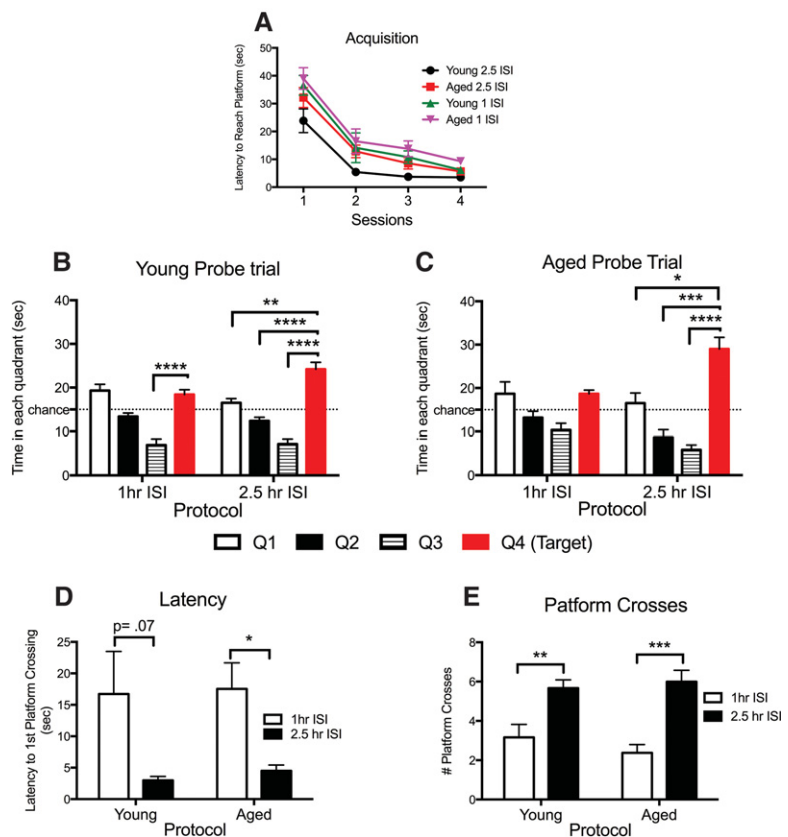 A
Acquisition
Latency to Reach Platform (sec)
50
40
30
20
10
0
Young 2.5 ISI
Aged 2.5 ISI
Young 1 ISI
Aged 1 ISI
1 2 3 4
Sessions
B
Young Probe trial
Time in each quadrant (sec)
40
30
20
chance
10
0
**
****
****
****
1hr ISI 2.5 hr ISI
Protocol
C
Aged Probe Trial
Time in each quadrant (sec)
40
30
20
chance
10
0
*
***
****
1hr ISI 2.5 hr ISI
Protocol
Q1 Q2 Q3 Q4 (Target)
D
Latency
Latency to 1st Platform Crossing
(sec)
25
20
15
10
5
0
p= .07
*
1hr ISI
2.5 hr ISI
Young Aged
Protocol
E
Patform Crosses
# Platform Crosses
8
6
4
2
0
**
***
1hr ISI
2.5 hr ISI
Young Aged
Protocol